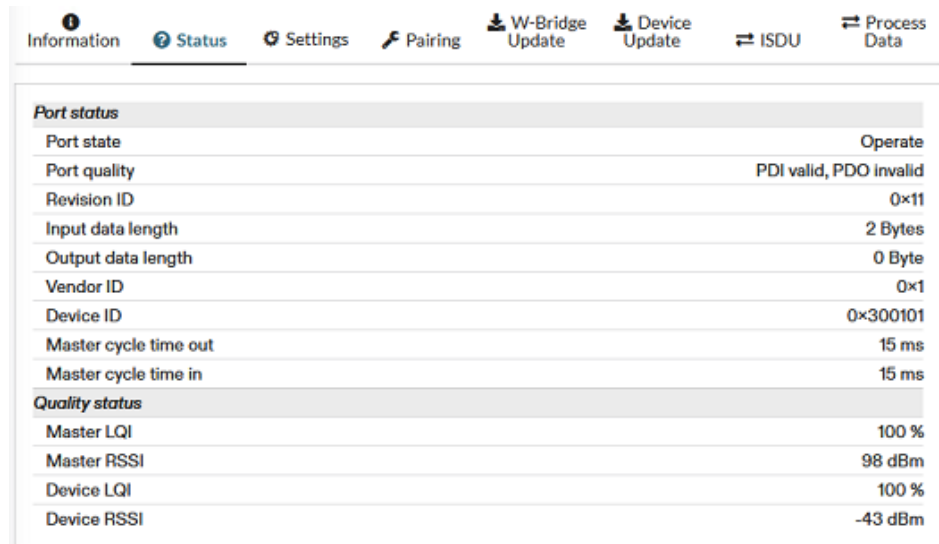 Information
Status
Settings
Pairing
W-Bridge
Update
Device
Update
ISDU
Process
Data
Port status
Port state Operate
Port quality PDI valid, PDO invalid
Revision ID 0×11
Input data length 2 Bytes
Output data length 0 Byte
Vendor ID 0×1
Device ID 0×300101
Master cycle time out 15 ms
Master cycle time in 15 ms
Quality status
Master LQI 100 %
Master RSSI 98 dBm
Device LQI 100 %
Device RSSI -43 dBm